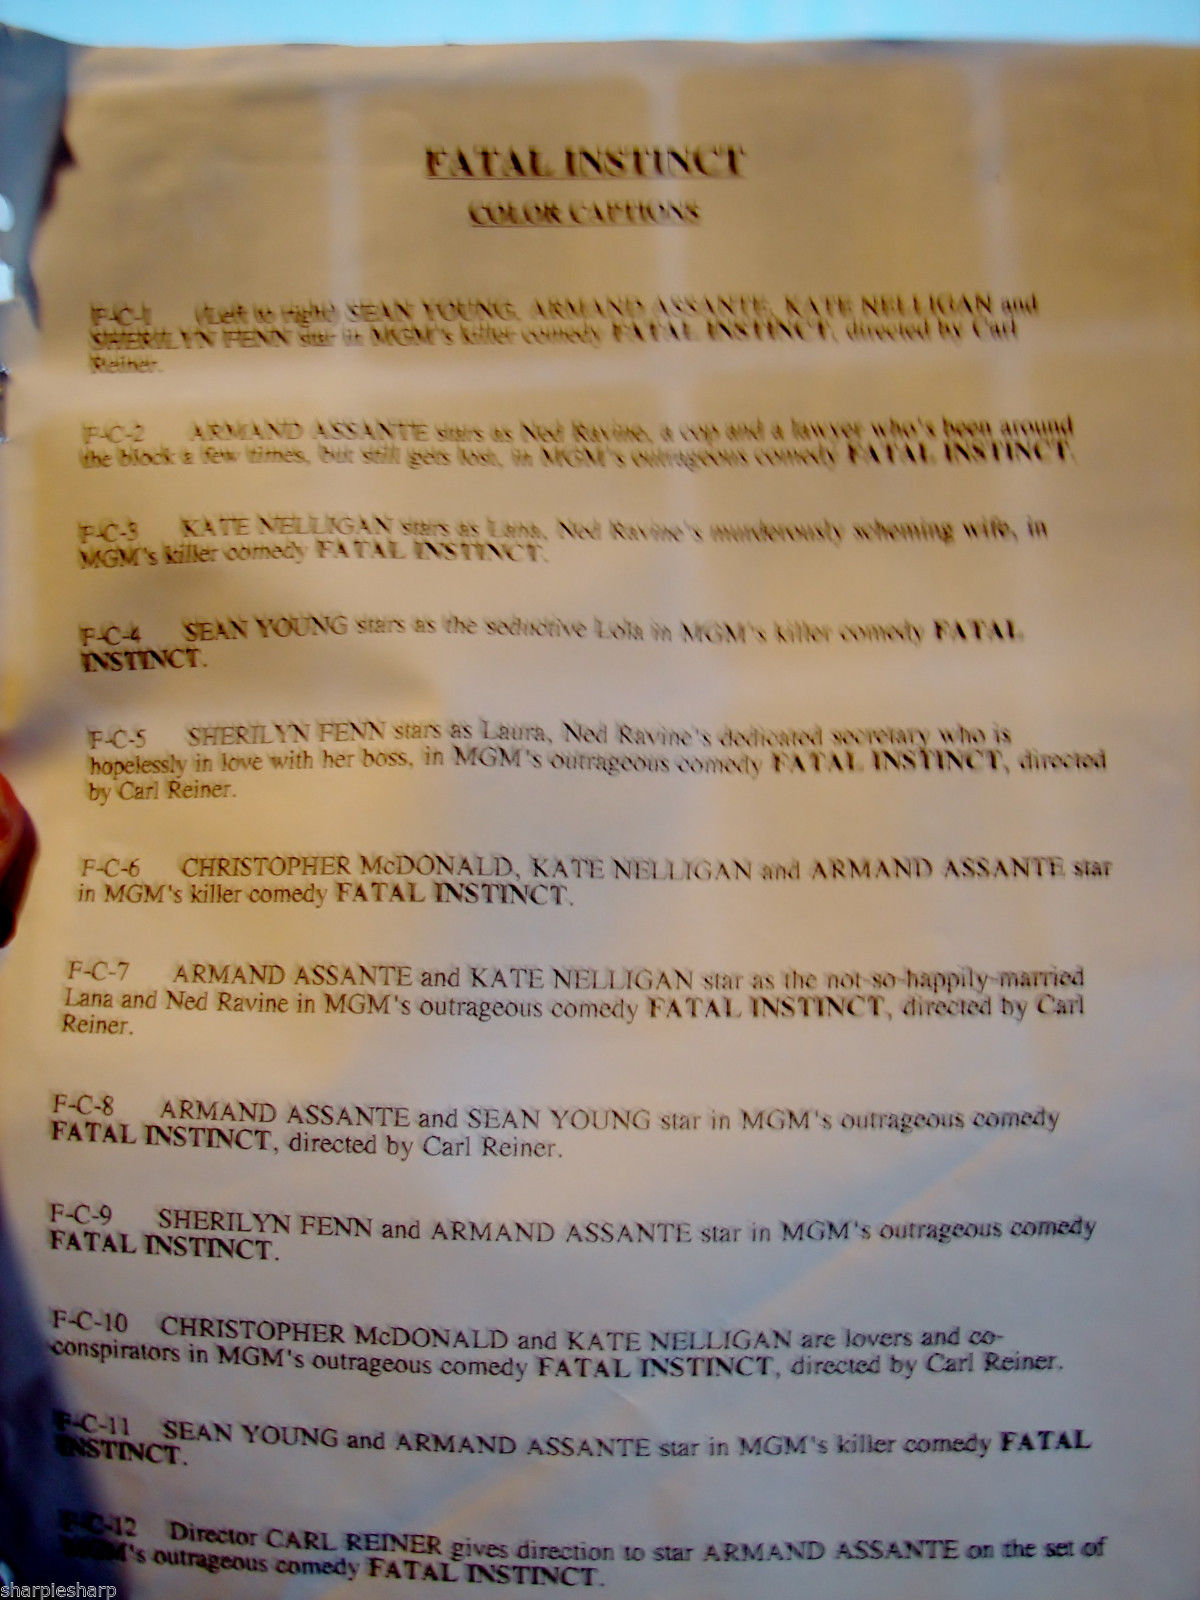 FATAL INSTINCT
COLOR CAPTIONS
F-C-1 (Left to right) SEAN YOUNG, ARMAND ASSANTE, KATE NELLIGAN and
SHERILYN FENN star in MGM's killer comedy FATAL INSTINCT, directed by Carl
Reiner.
F-C-2 ARMAND ASSANTE stars as Ned Ravine, a cop and a lawyer who's been around
the block a few times, but still gets lost, in MGM's outrageous comedy FATAL INSTINCT.
F-C-3 KATE NELLIGAN stars as Lana, Ned Ravine's murderously scheming wife, in
MGM's killer comedy FATAL INSTINCT.
F-C-4 SEAN YOUNG stars as the seductive Lola in MGM's killer comedy FATAL
INSTINCT.
F-C-5 SHERILYN FENN stars as Laura, Ned Ravine's dedicated secretary who is
hopelessly in love with her boss, in MGM's outrageous comedy FATAL INSTINCT, directed
by Carl Reiner.
F-C-6 CHRISTOPHER McDONALD, KATE NELLIGAN and ARMAND ASSANTE star
in MGM's killer comedy FATAL INSTINCT.
F-C-7 ARMAND ASSANTE and KATE NELLIGAN star as the not-so-happily-married
Lana and Ned Ravine in MGM's outrageous comedy FATAL INSTINCT, directed by Carl
Reiner.
F-C-8 ARMAND ASSANTE and SEAN YOUNG star in MGM's outrageous comedy
FATAL INSTINCT, directed by Carl Reiner.
F-C-9 SHERILYN FENN and ARMAND ASSANTE star in MGM's outrageous comedy
FATAL INSTINCT.
F-C-10 CHRISTOPHER McDONALD and KATE NELLIGAN are lovers and co-
conspirators in MGM's outrageous comedy FATAL INSTINCT, directed by Carl Reiner.
F-C-11 SEAN YOUNG and ARMAND ASSANTE star in MGM's killer comedy FATAL
INSTINCT.
F-C-12 Director CARL REINER gives direction to star ARMAND ASSANTE on the set of
MGM's outrageous comedy FATAL INSTINCT.
sharplesharp